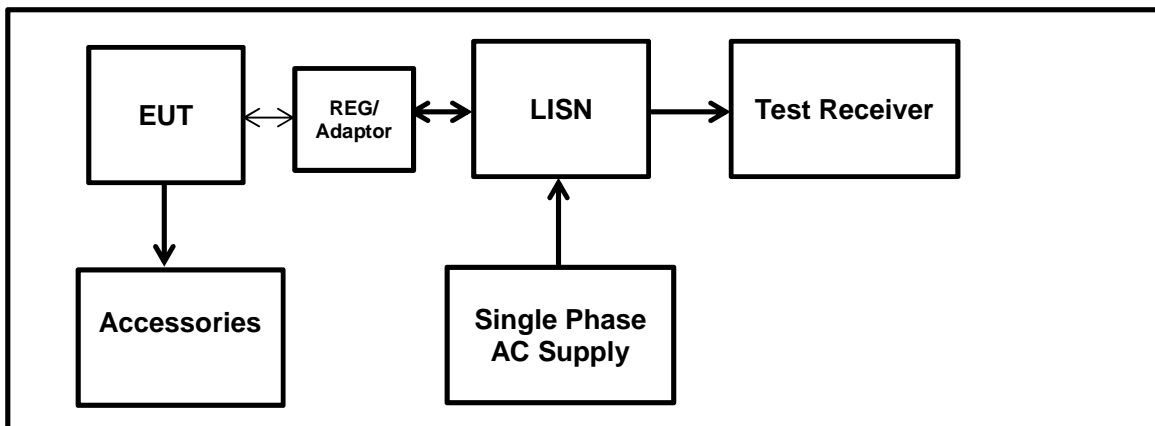 EUT
REG/
Adaptor
LISN
Test Receiver
Accessories
Single Phase
AC Supply